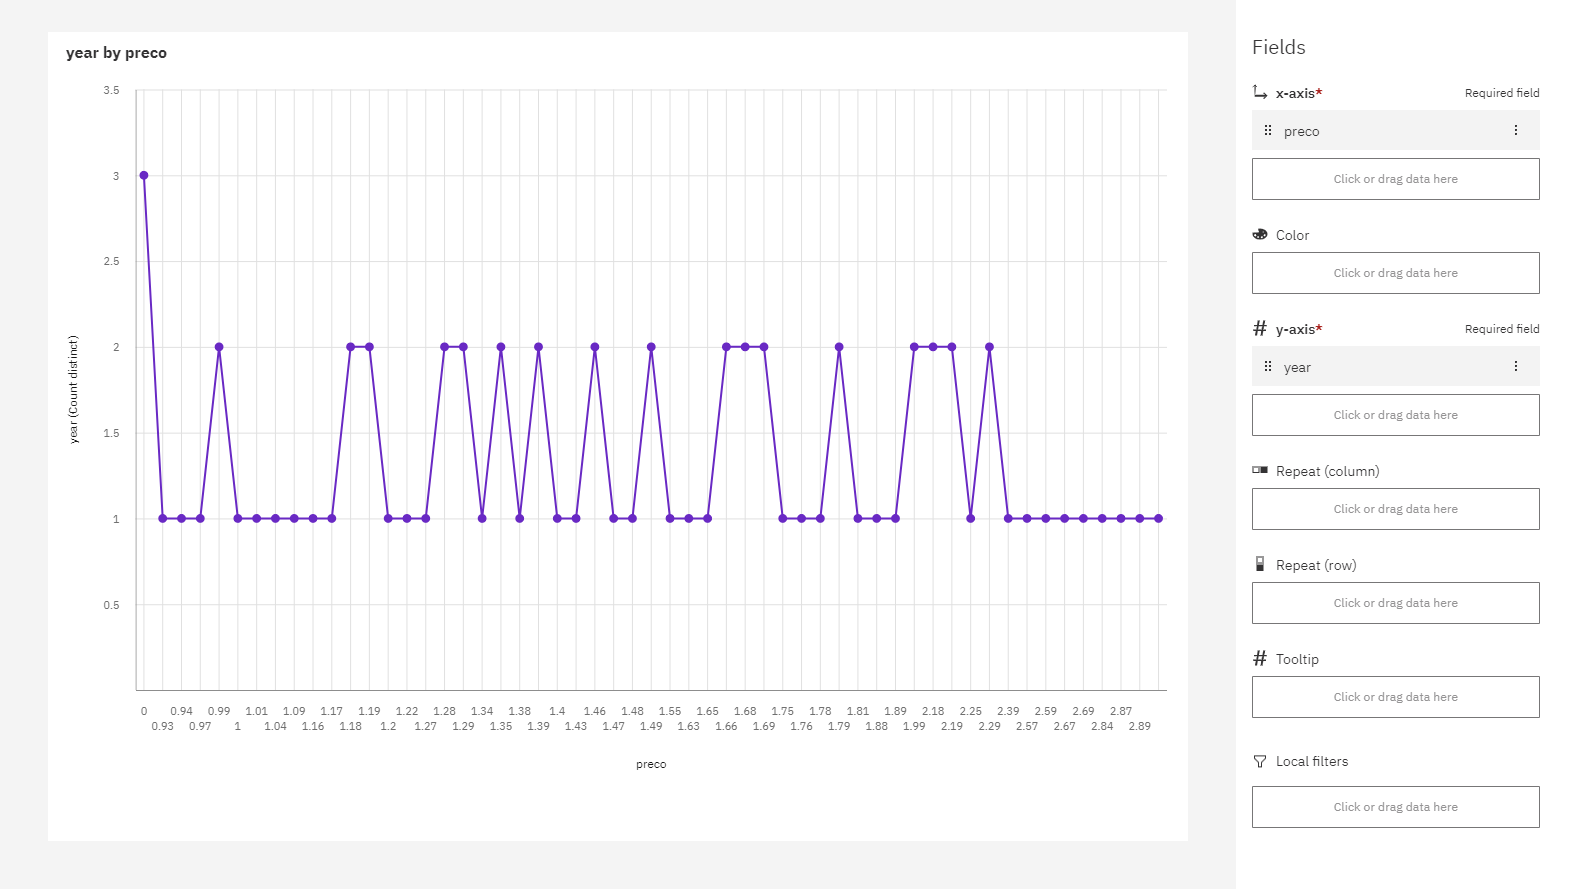 year by preco
3.5
3
2.5
2
1.5
1
0.5
year (Count distinct)
0 0.94 0.99 1.01 1.09 1.17 1.19 1.22 1.28 1.34 1.38 1.4 1.46 1.48 1.55 1.65 1.68 1.75 1.78 1.81 1.89 2.18 2.25 2.39 2.59 2.69 2.87
0.93 0.97 1 1.04 1.16 1.18 1.2 1.27 1.29 1.35 1.39 1.43 1.47 1.49 1.63 1.66 1.69 1.76 1.79 1.88 1.99 2.19 2.29 2.57 2.67 2.84 2.89
preco
Fields
x-axis* Required field
preco
Click or drag data here
Color
Click or drag data here
# y-axis* Required field
year
Click or drag data here
Repeat (column)
Click or drag data here
Repeat (row)
Click or drag data here
# Tooltip
Click or drag data here
Local filters
Click or drag data here